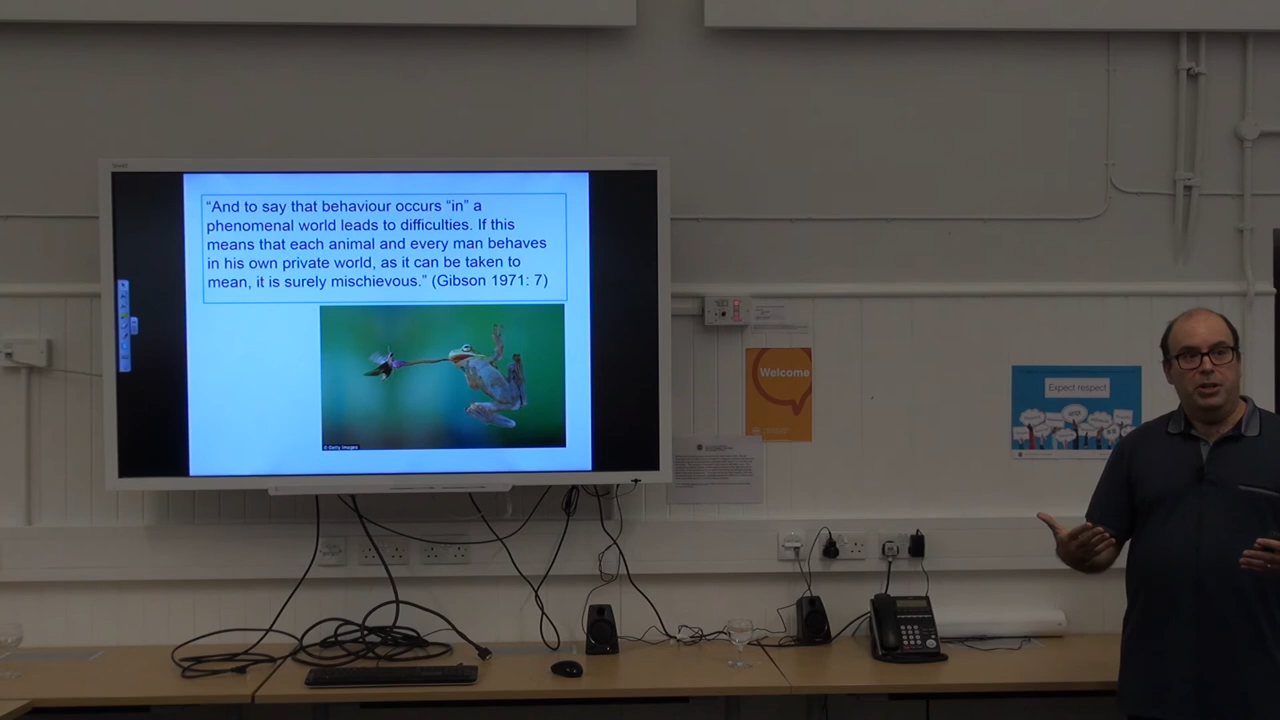 “And to say that behaviour occurs “in” a
phenomenal world leads to difficulties. If this
means that each animal and every man behaves
in his own private world, as it can be taken to
mean, it is surely mischievous.” (Gibson 1971: 7)
© Getty Images
Welcome
Expect respect